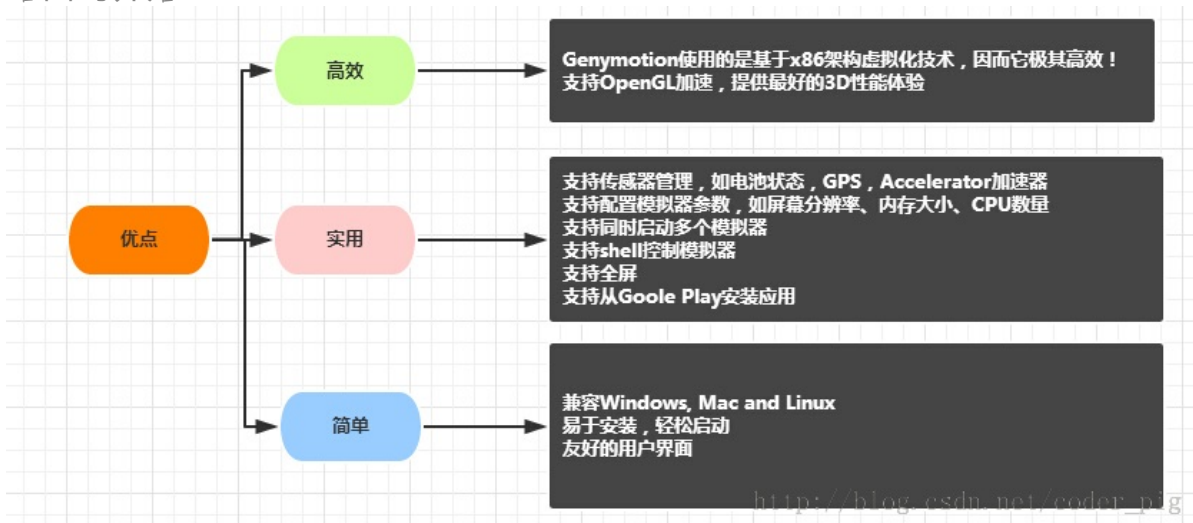 优点
高效
Genymotion使用的是基于x86架构虚拟化技术，因而它极其高效！
支持OpenGL加速，提供最好的3D性能体验
实用
支持传感器管理，如电池状态，GPS，Accelerator加速器
支持配置模拟器参数，如屏幕分辨率、内存大小、CPU数量
支持同时启动多个模拟器
支持shell控制模拟器
支持全屏
支持从Goole Play安装应用
简单
兼容Windows, Mac and Linux
易于安装，轻松启动
友好的用户界面
http://blog.csdn.net/coder_pig